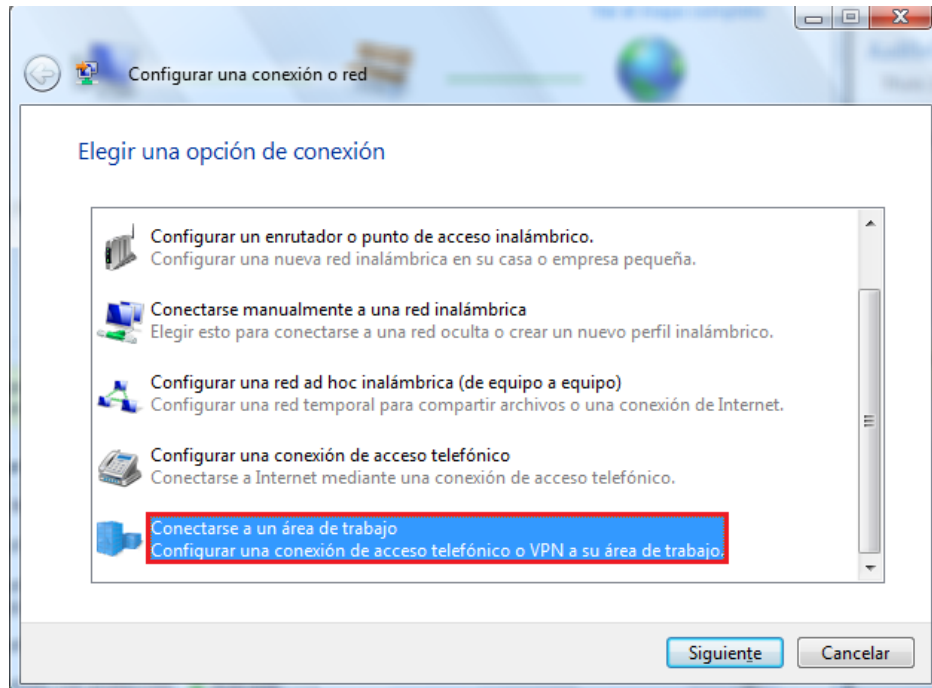 Configurar una conexión o red
Elegir una opción de conexión
Configurar un enrutador o punto de acceso inalámbrico.
Configurar una nueva red inalámbrica en su casa o empresa pequeña.
Conectarse manualmente a una red inalámbrica
Elegir esto para conectarse a una red oculta o crear un nuevo perfil inalámbrico.
Configurar una red ad hoc inalámbrica (de equipo a equipo)
Configurar una red temporal para compartir archivos o una conexión de Internet.
Configurar una conexión de acceso telefónico
Conectarse a Internet mediante una conexión de acceso telefónico.
Conectarse a un área de trabajo
Configurar una conexión de acceso telefónico o VPN a su área de trabajo.
Siguiente Cancelar